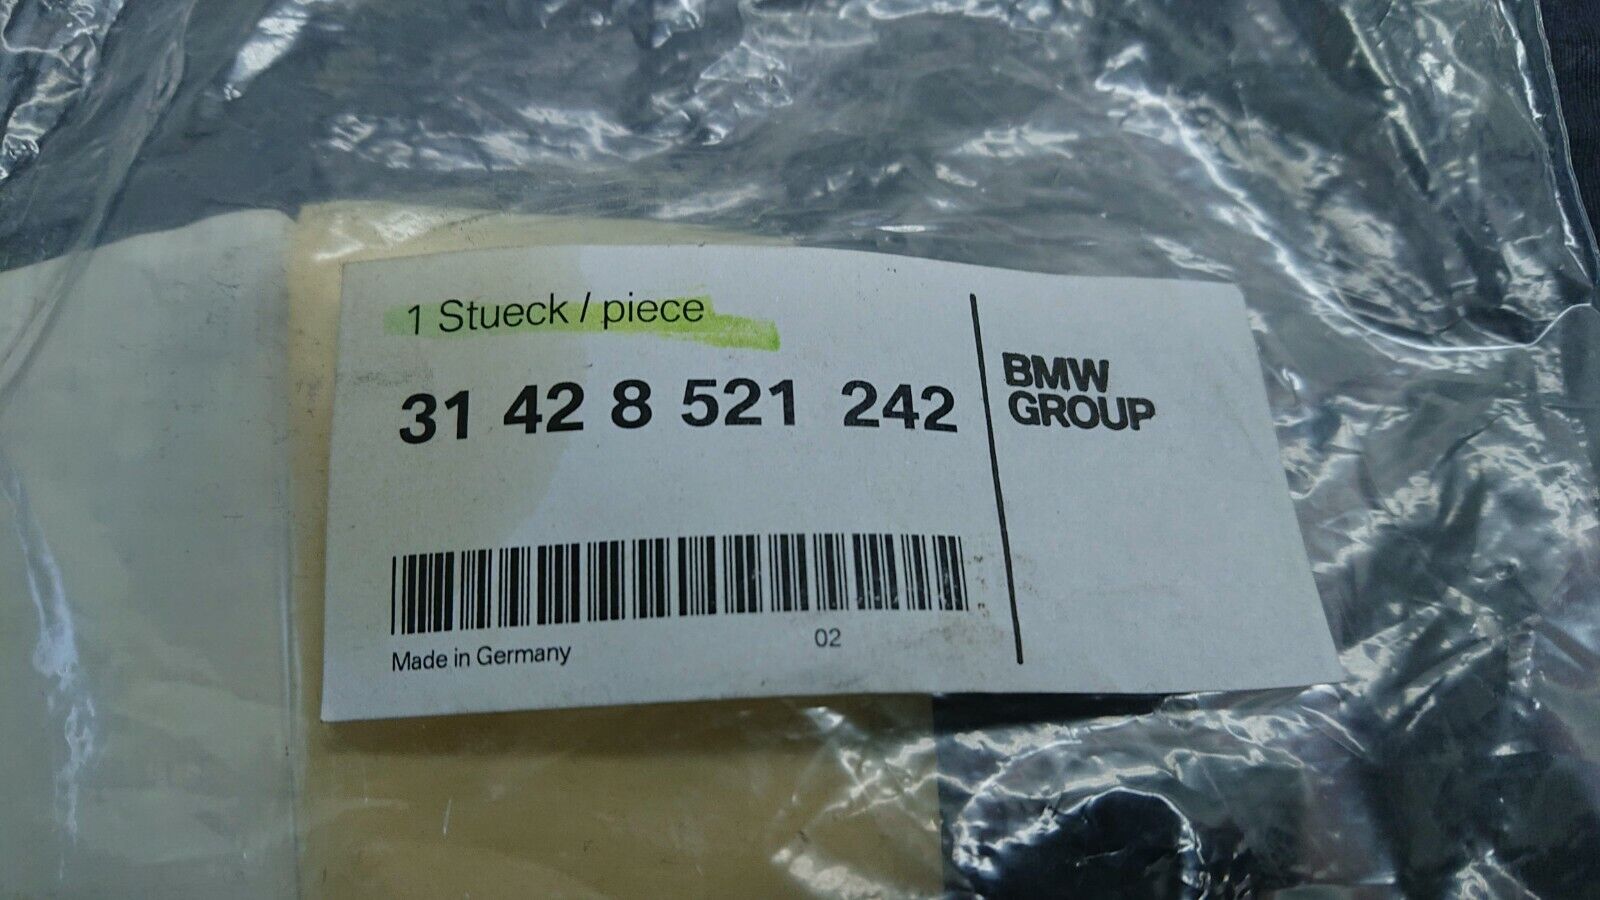 1 Stueck / piece
31 42 8 521 242
BMW
GROUP
Made in Germany
02